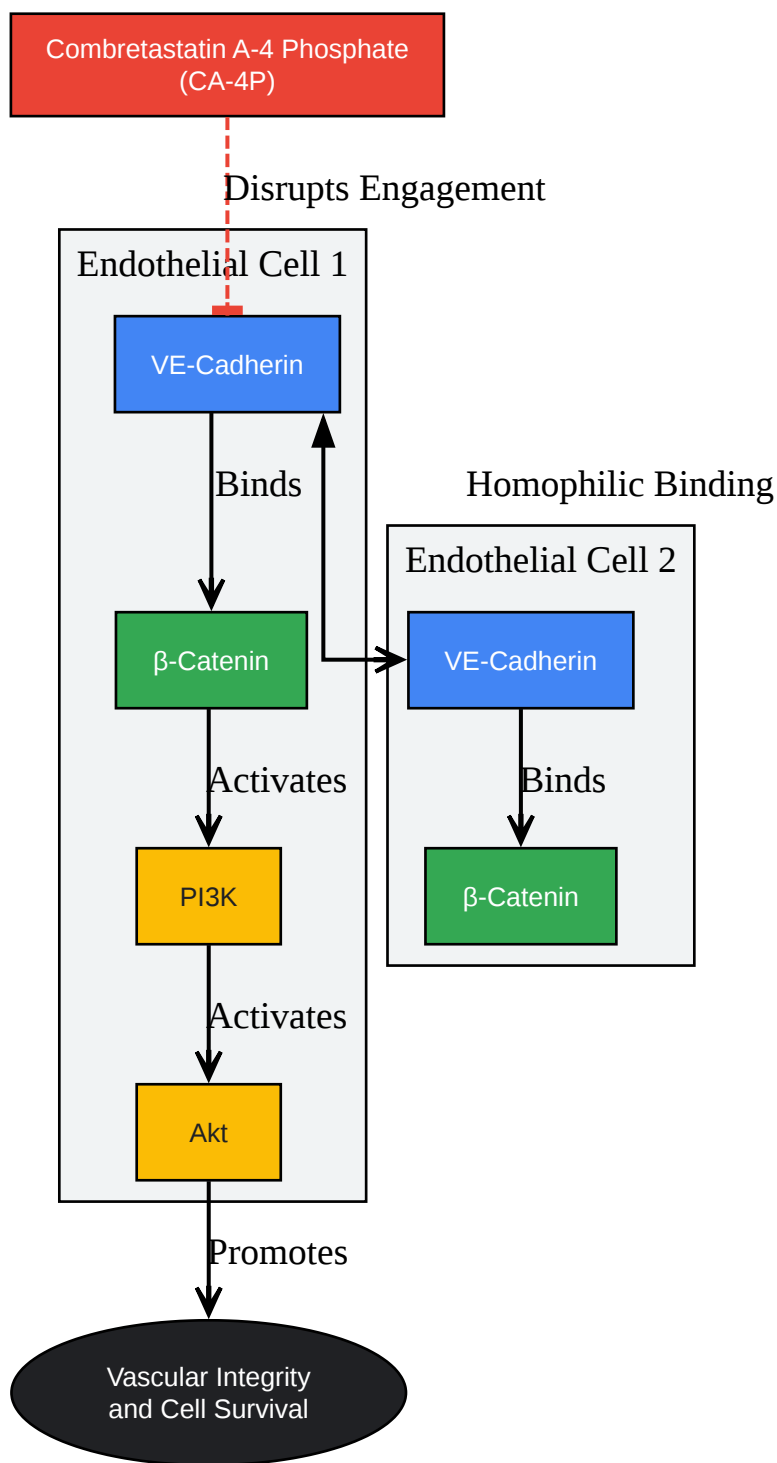 Combretastatin A-4 Phosphate
(CA-4P)
Disrupts Engagement
Endothelial Cell 1
VE-Cadherin
Binds
Homophilic Binding
Endothelial Cell 2
β-Catenin
VE-Cadherin
Activates
Binds
PI3K
β-Catenin
Activates
Akt
Promotes
Vascular Integrity
and Cell Survival